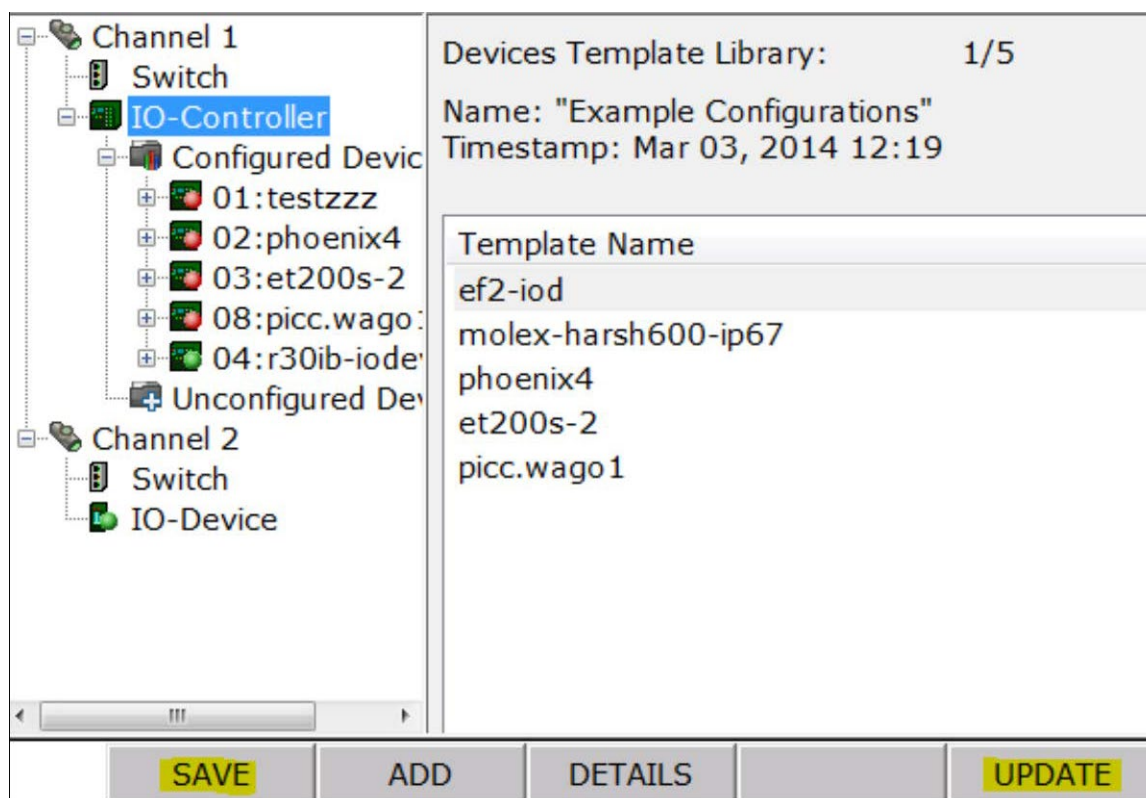 Channel 1
Switch
IO-Controller
Configured Devic
01:testzzz
02:phoenix4
03:et200s-2
08:picc.wago1
04:r30ib-iodev
Unconfigured Dev
Channel 2
Switch
IO-Device
Devices Template Library: 1/5
Name: "Example Configurations"
Timestamp: Mar 03, 2014 12:19
Template Name
ef2-iod
molex-harsh600-ip67
phoenix4
et200s-2
picc.wago1
SAVE ADD DETAILS UPDATE